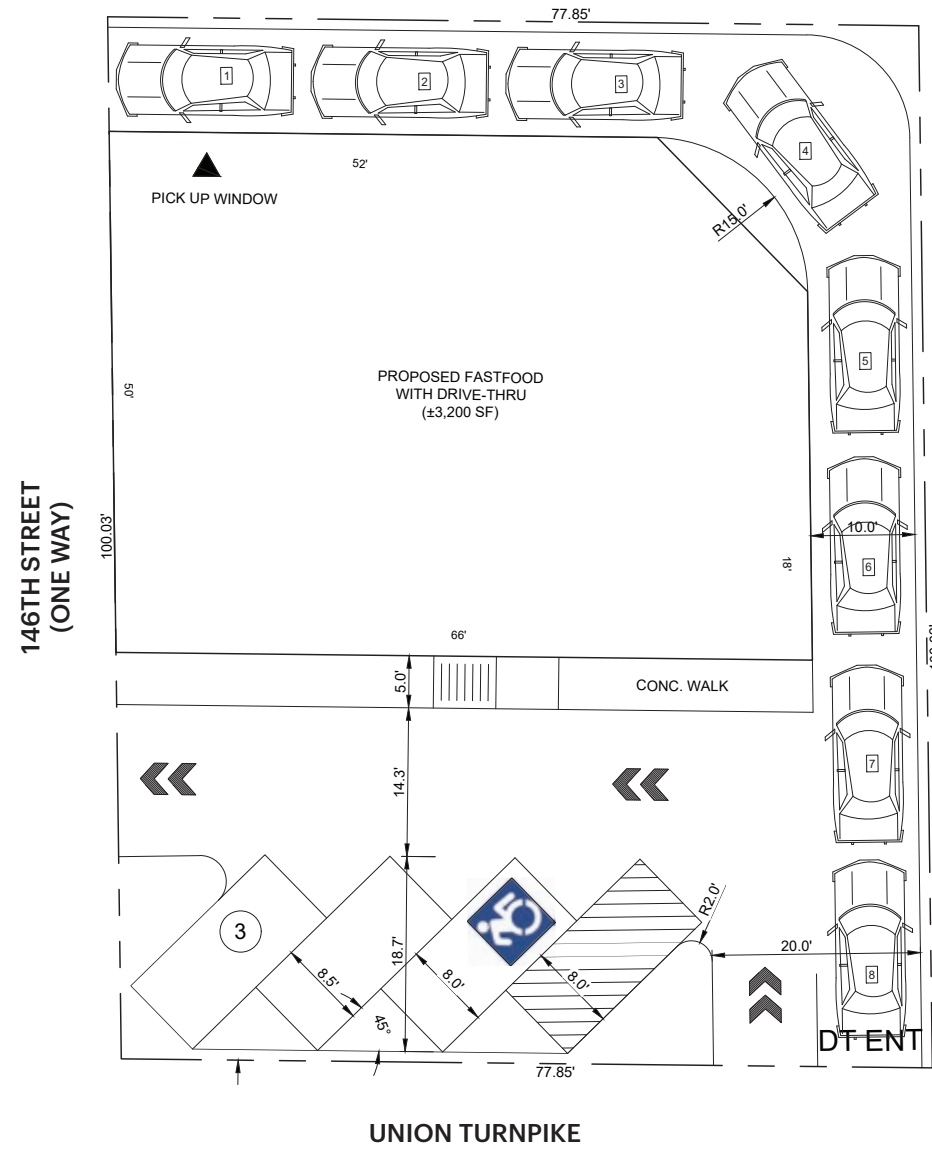 77.85'
1
2
3
4
52'
PICK UP WINDOW
R15.0'
5
PROPOSED FASTFOOD
WITH DRIVE-THRU
(±3,200 SF)
50'
146TH STREET
(ONE WAY)
100.03'
10.0'
6
18'
66'
5.0'
CONC. WALK
7
14.3'
3
18.7'
R2.0'
20.0'
8.5'
8.0'
8.0'
8
45°
DT ENT
77.85'
UNION TURNPIKE